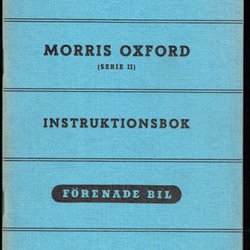 MORRIS OXFORD
(SERIE II)
INSTRUKTIONSBOK
FÖRENADE BIL